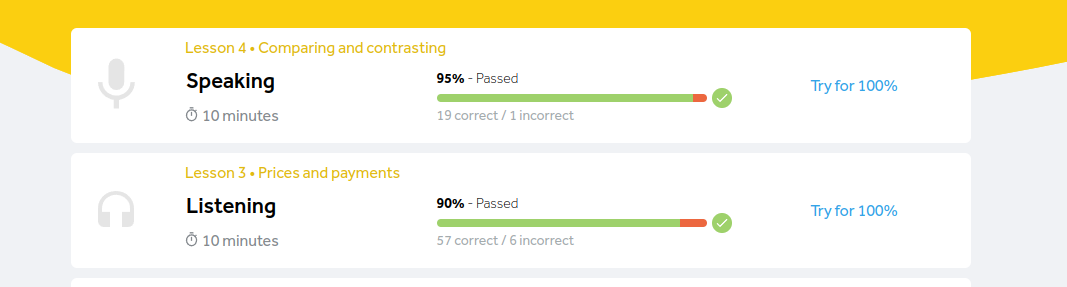 Lesson 4 • Comparing and contrasting
Speaking
10 minutes
95% - Passed
19 correct / 1 incorrect
Try for 100%
Lesson 3 • Prices and payments
Listening
10 minutes
90% - Passed
57 correct / 6 incorrect
Try for 100%